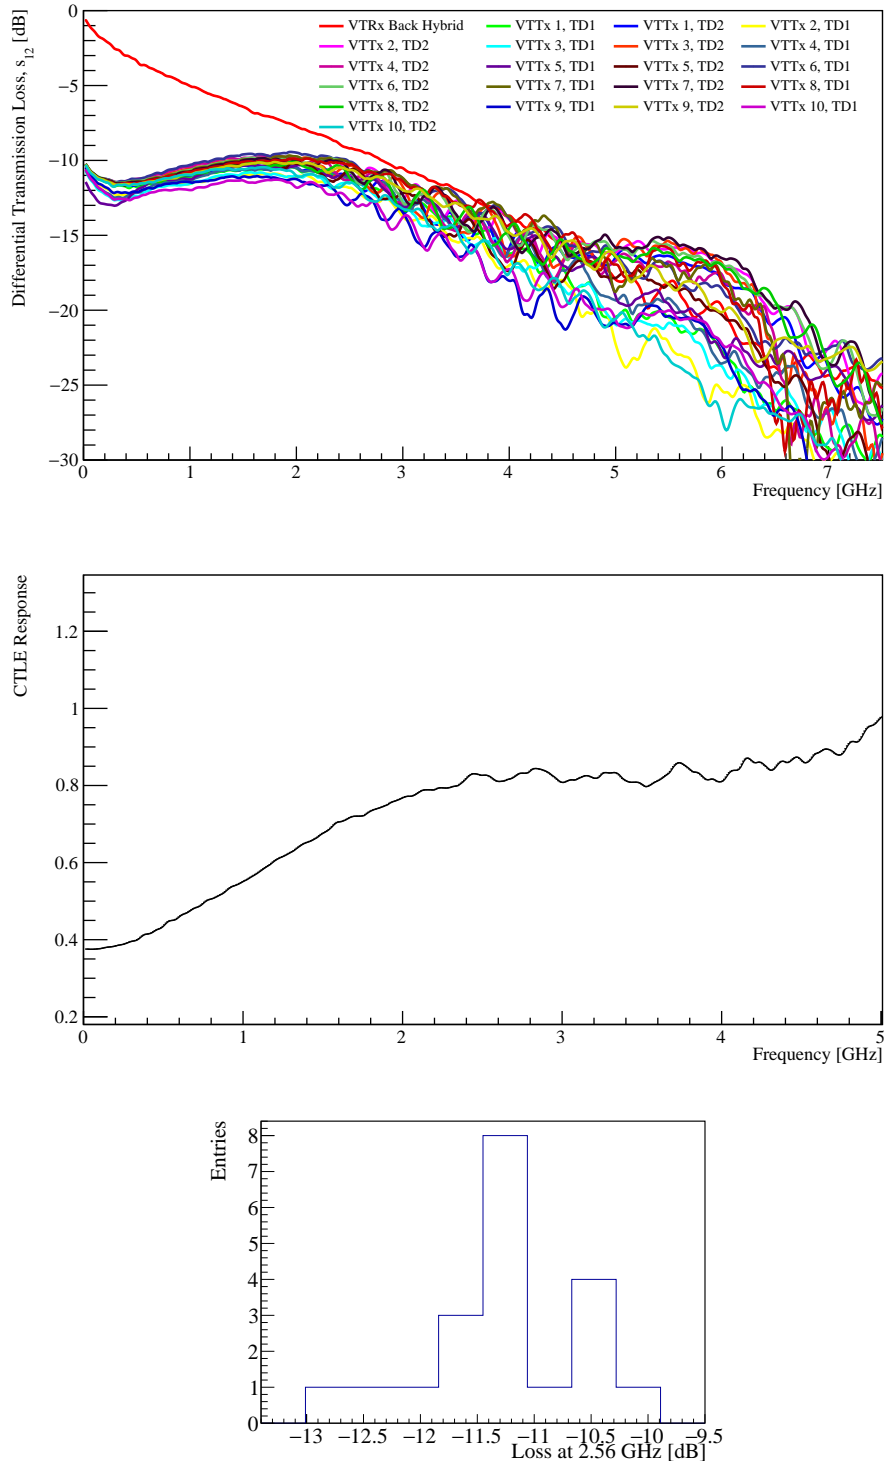 Differential Transmission Loss, s12 [dB]
0
−5
−10
−15
−20
−25
−30
VTRx Back Hybrid VTTx 1, TD1 VTTx 1, TD2 VTTx 2, TD1
VTTx 2, TD2 VTTx 3, TD1 VTTx 3, TD2 VTTx 4, TD1
VTTx 4, TD2 VTTx 5, TD1 VTTx 5, TD2 VTTx 6, TD1
VTTx 6, TD2 VTTx 7, TD1 VTTx 7, TD2 VTTx 8, TD1
VTTx 8, TD2 VTTx 9, TD1 VTTx 9, TD2 VTTx 10, TD1
VTTx 10, TD2
0 1 2 3 4 5 6 7
Frequency [GHz]
CTLE Response
1.2
1
0.8
0.6
0.4
0.2
0 1 2 3 4 5
Frequency [GHz]
Entries
8
7
6
5
4
3
2
1
0
−13 −12.5 −12 −11.5 −11 −10.5 −10 −9.5
Loss at 2.56 GHz [dB]